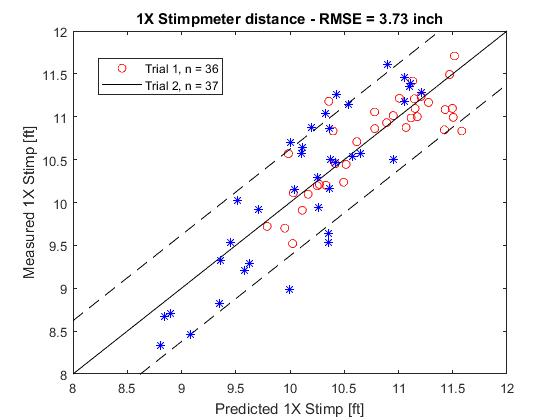 1X Stimpmeter distance - RMSE = 3.73 inch
12
11.5
11
10.5
10
9.5
9
8.5
8
Measured 1X Stimp [ft]
Trial 1, n = 36
Trial 2, n = 37
8 8.5 9 9.5 10 10.5 11 11.5 12
Predicted 1X Stimp [ft]